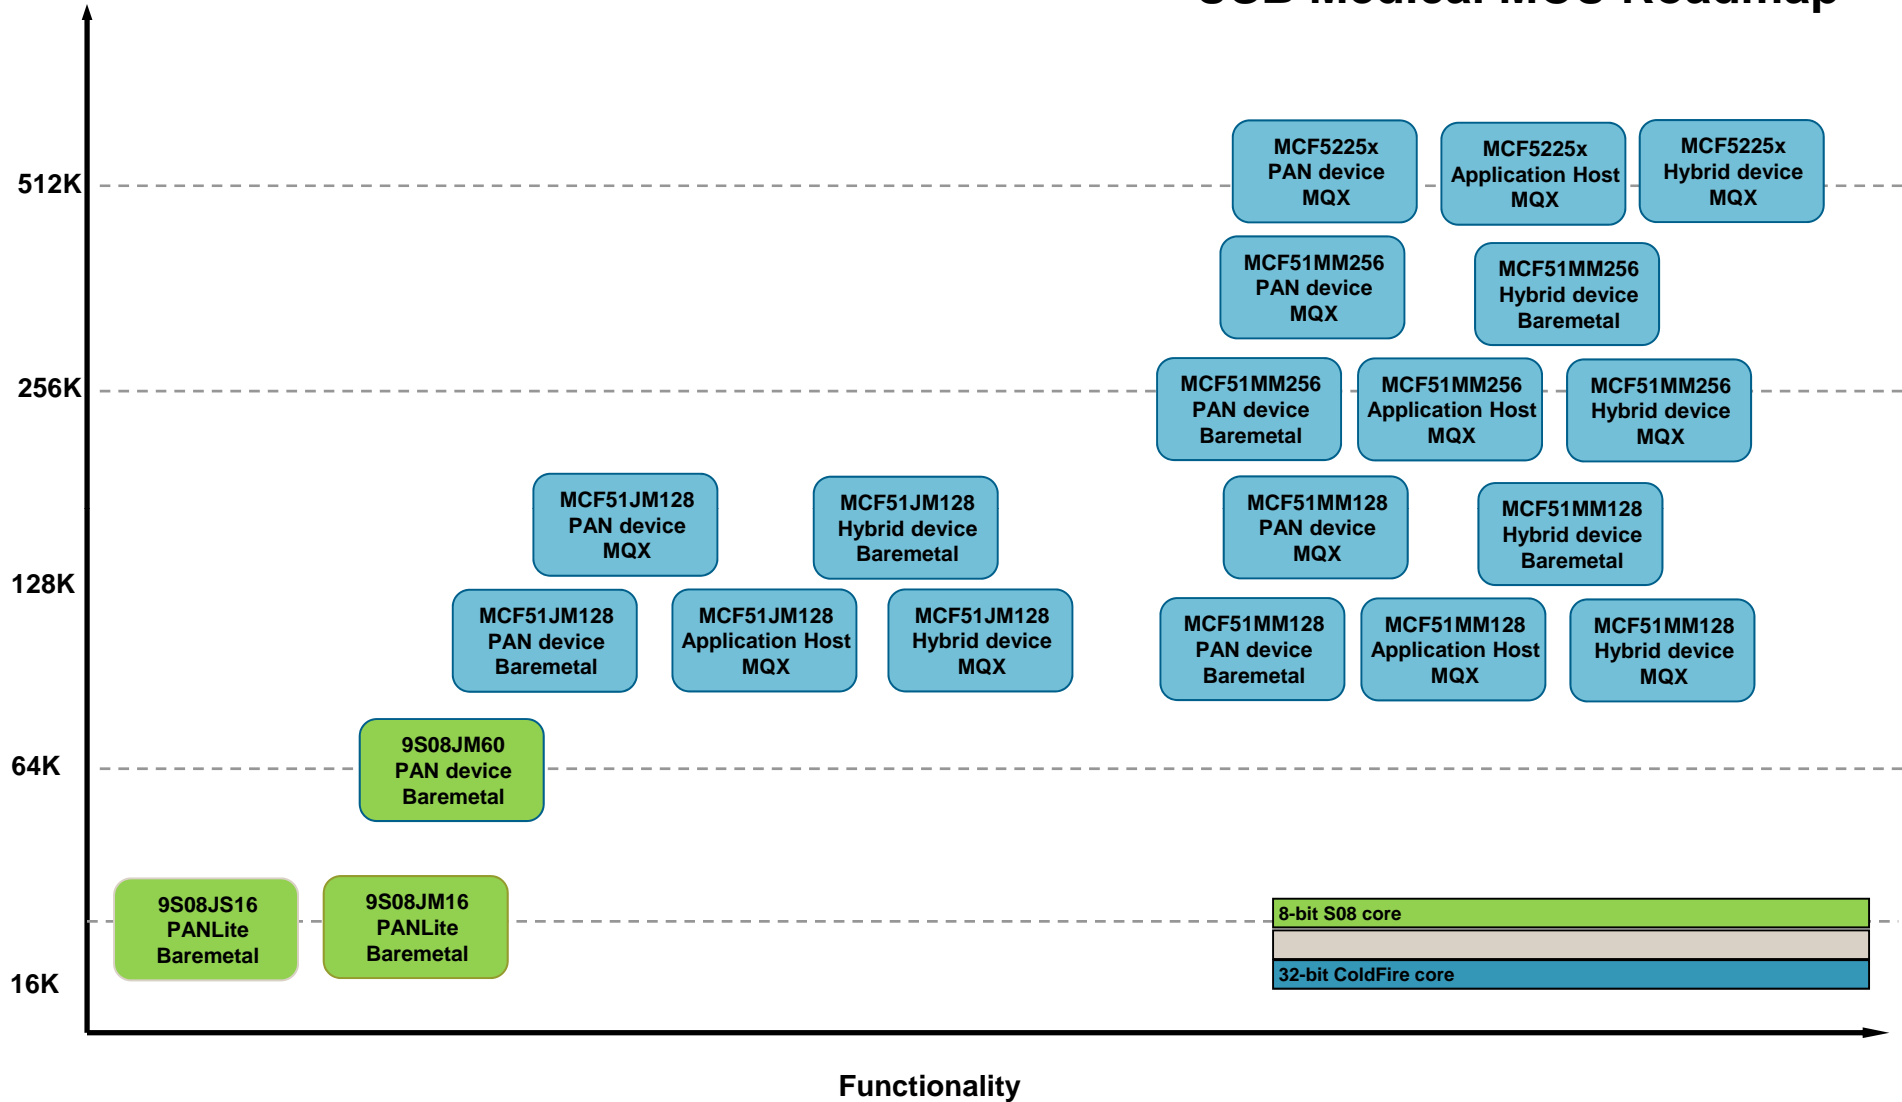 USB Medical MCU Roadmap
512K
MCF5225x
PAN device
MQX
MCF5225x
Application Host
MQX
MCF5225x
Hybrid device
MQX
MCF51MM256
PAN device
MQX
MCF51MM256
Hybrid device
Baremetal
256K
MCF51MM256
PAN device
Baremetal
MCF51MM256
Application Host
MQX
MCF51MM256
Hybrid device
MQX
MCF51JM128
PAN device
MQX
MCF51JM128
Hybrid device
Baremetal
MCF51MM128
PAN device
MQX
MCF51MM128
Hybrid device
Baremetal
128K
MCF51JM128
PAN device
Baremetal
MCF51JM128
Application Host
MQX
MCF51JM128
Hybrid device
MQX
MCF51MM128
PAN device
Baremetal
MCF51MM128
Application Host
MQX
MCF51MM128
Hybrid device
MQX
64K
9S08JM60
PAN device
Baremetal
9S08JS16
PANLite
Baremetal
9S08JM16
PANLite
Baremetal
8-bit S08 core
32-bit ColdFire core
16K
Functionality